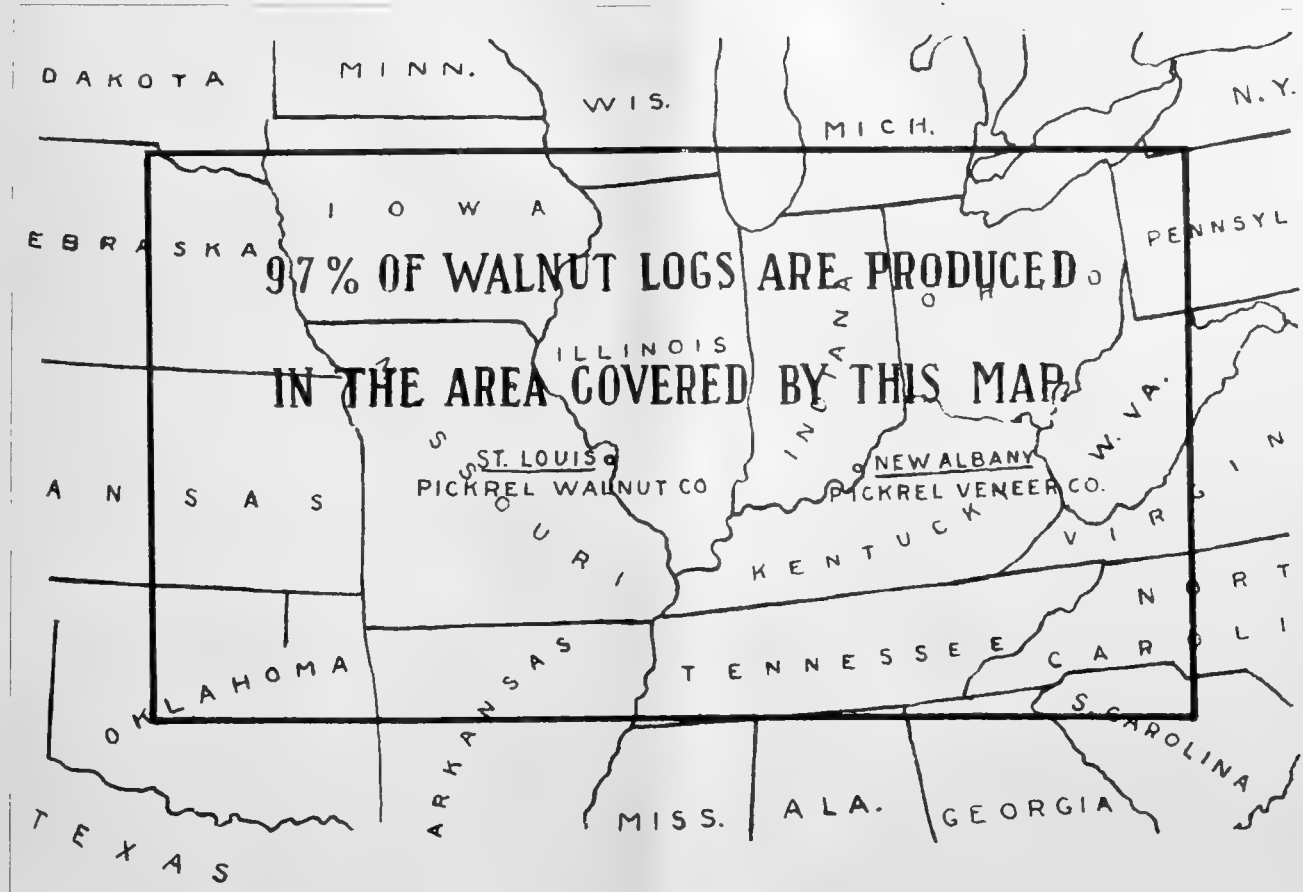 DAKOTA
MINN.
WIS.
MICH.
N.Y.
IOWA
EBRASKA
PENNSYL
97% OF WALNUT LOGS ARE PRODUCED
OHIO
INDIANA
ILLINOIS
IN THE AREA COVERED BY THIS MAP.
MISSOURI
W. VA.
ST. LOUIS
PICKREL WALNUT CO
NEW ALBANY
PICKREL VENEER CO.
ANSAS
KENTUCK
VIRGIN
NORT
CAROLI
OKLAHOMA
ARKANSAS
TENNESSEE
S. CAROLINA
MISS.
ALA.
GEORGIA
TEXAS